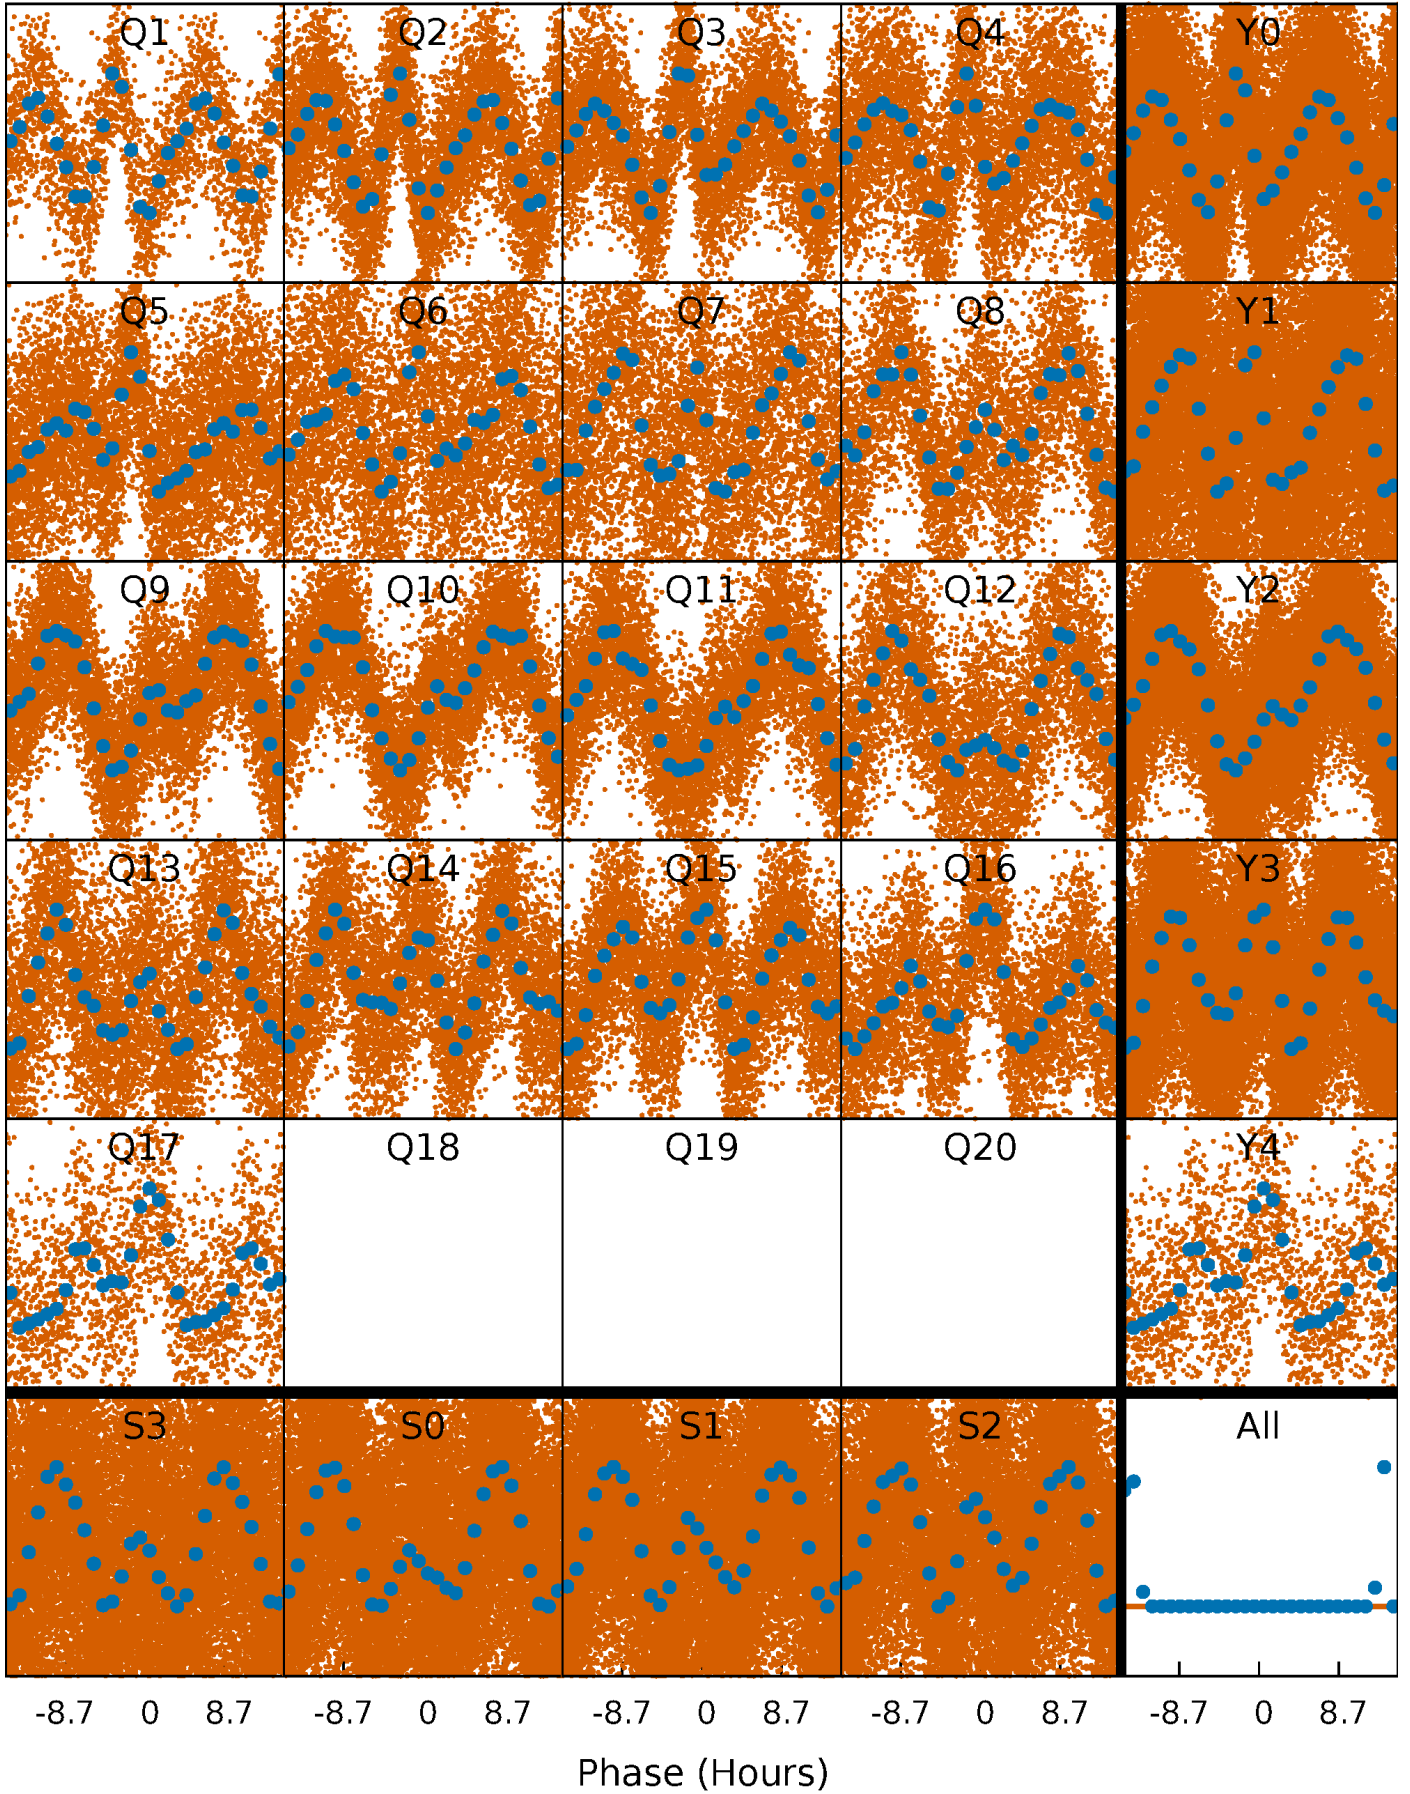 Q1 Q2 Q3 Q4 Y0
Q5 Q6 Q7 Q8 Y1
Q9 Q10 Q11 Q12 Y2
Q13 Q14 Q15 Q16 Y3
Q17 Q18 Q19 Q20 Y4
S3 S0 S1 S2 All
-8.7 0 8.7 -8.7 0 8.7 -8.7 0 8.7 -8.7 0 8.7 -8.7 0 8.7
Phase (Hours)